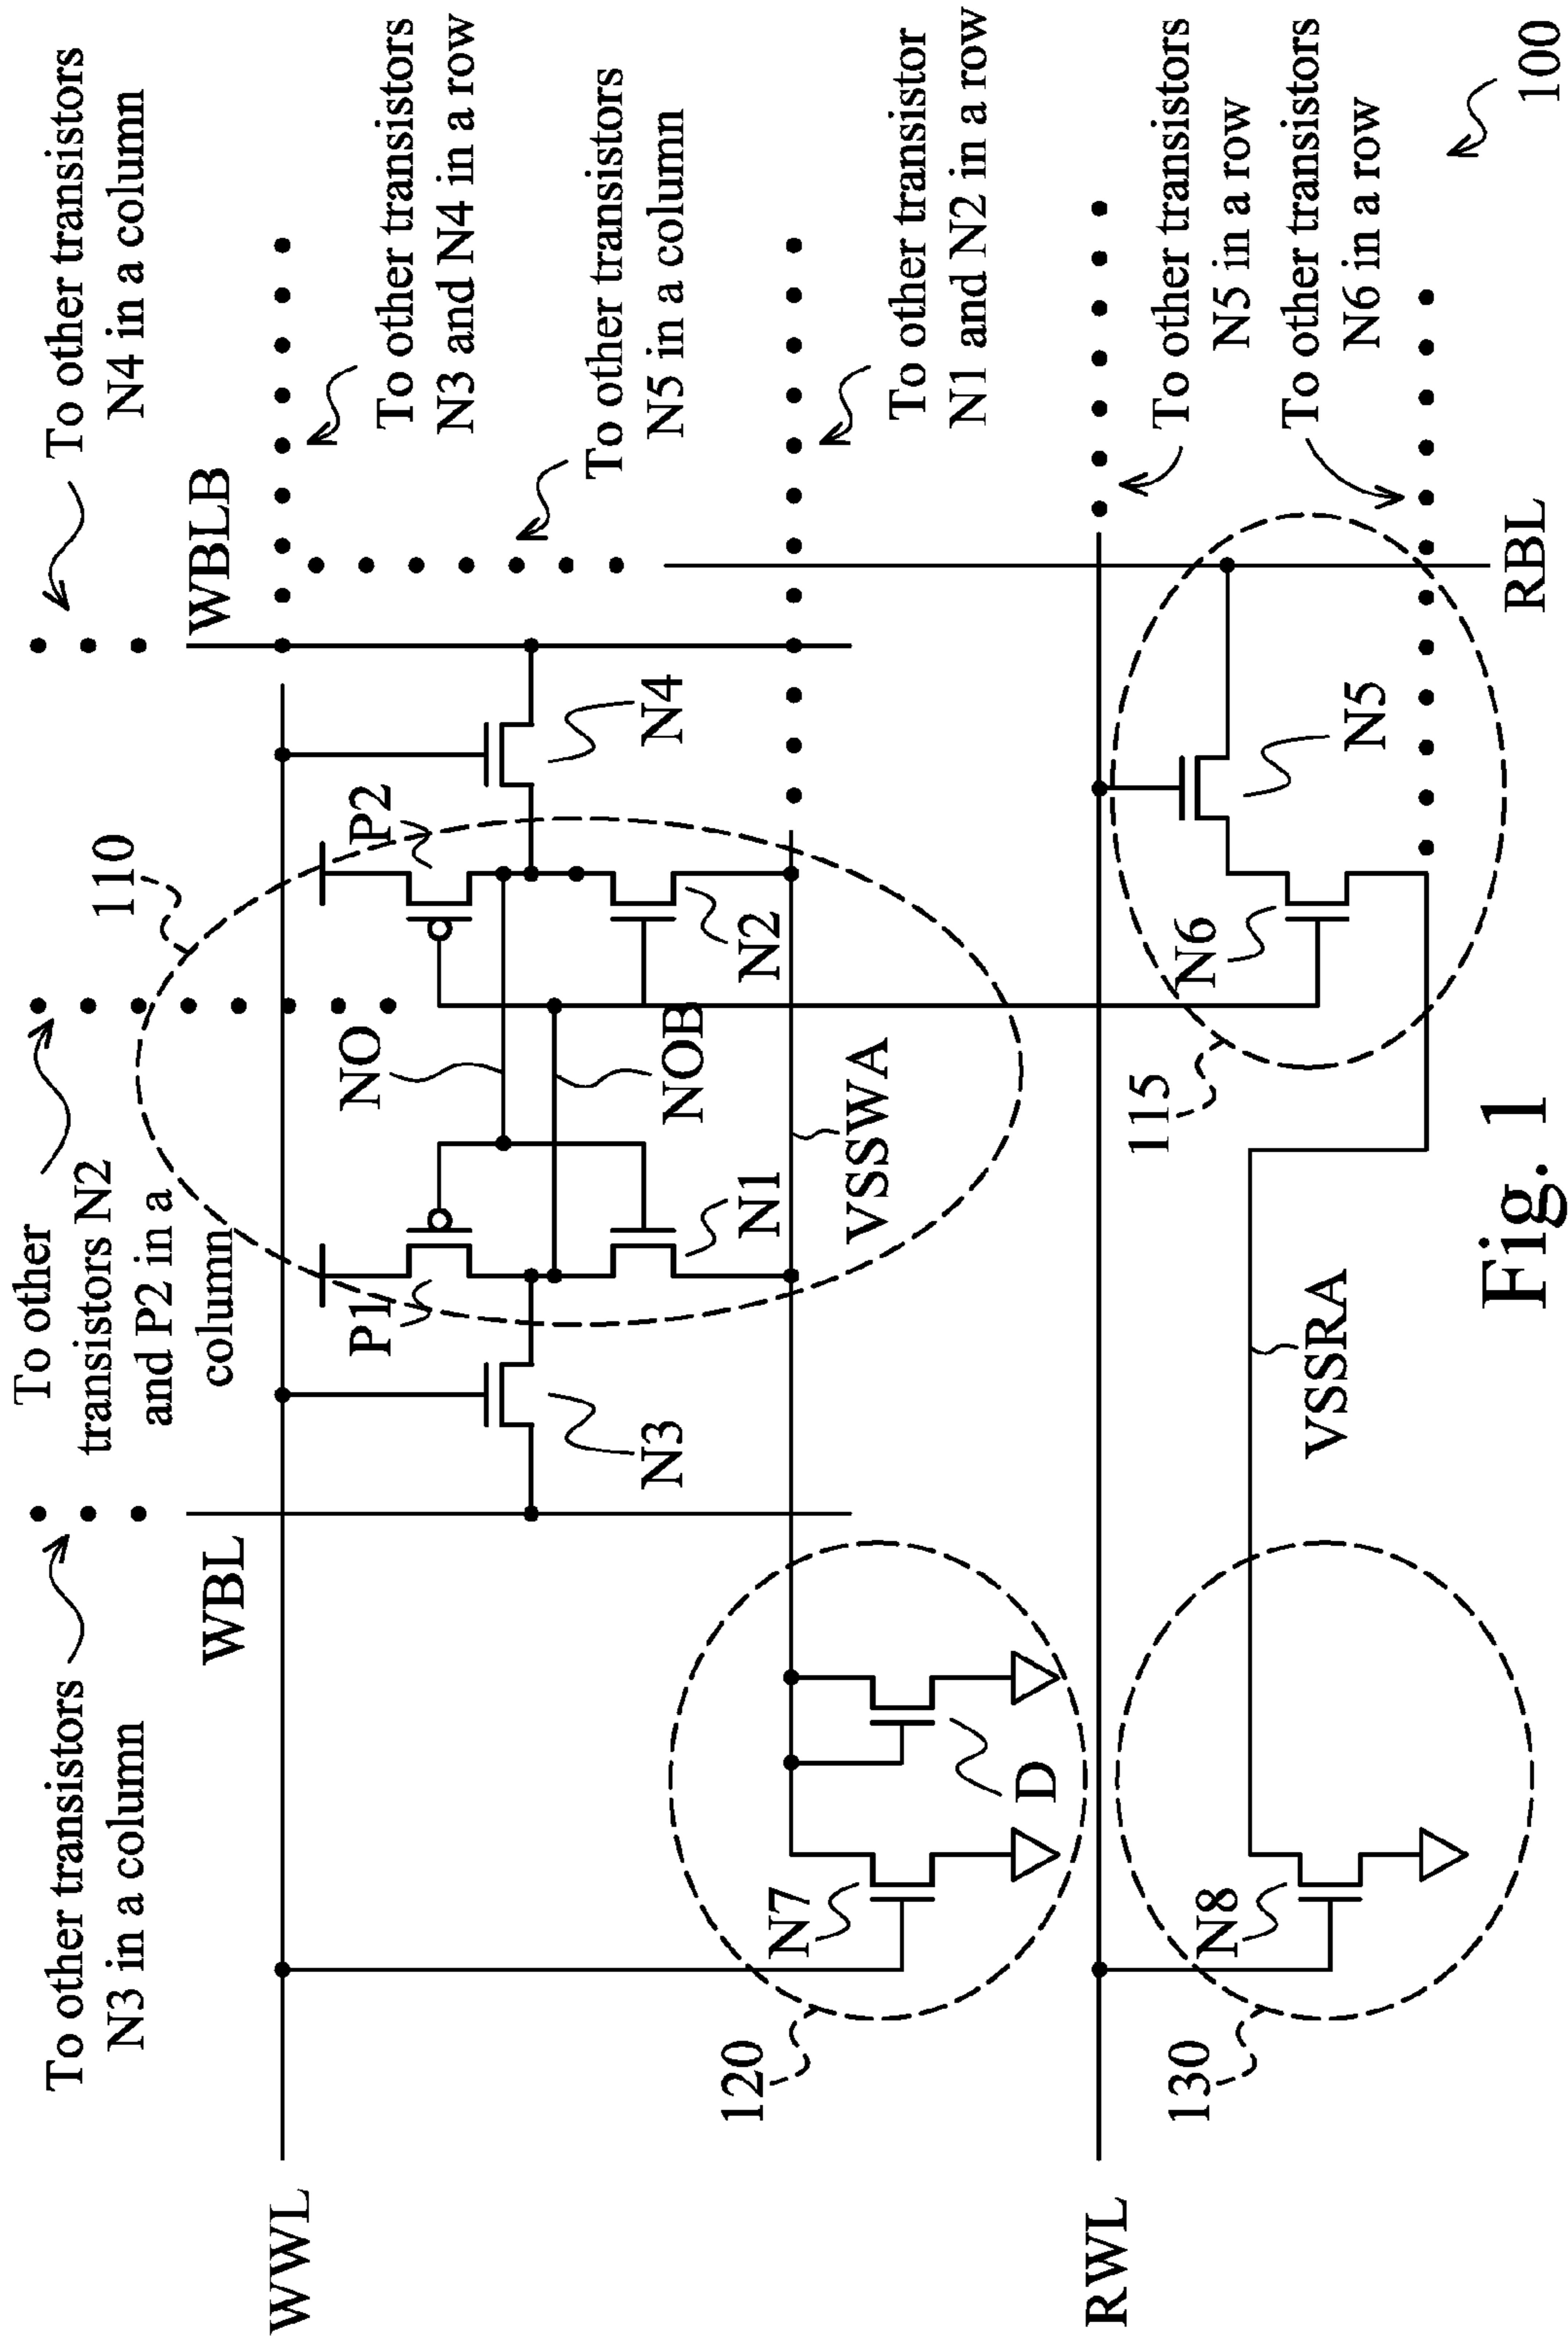 To other transistors
N3 in a column
To other
transistors N2
and P2 in a
column
To other transistors
N4 in a column
110
WBL
WBLB
WWL
To other transistors
N3 and N4 in a row
P1
P2
NO
N3
N4
NOB
To other transistors
N5 in a column
N1
N2
120
N7
D
VSSWA
To other transistor
N1 and N2 in a row
RWL
115
To other transistors
N5 in a row
To other transistors
N6 in a row
130
N8
VSSRA
N6
N5
RBL
100
Fig. 1